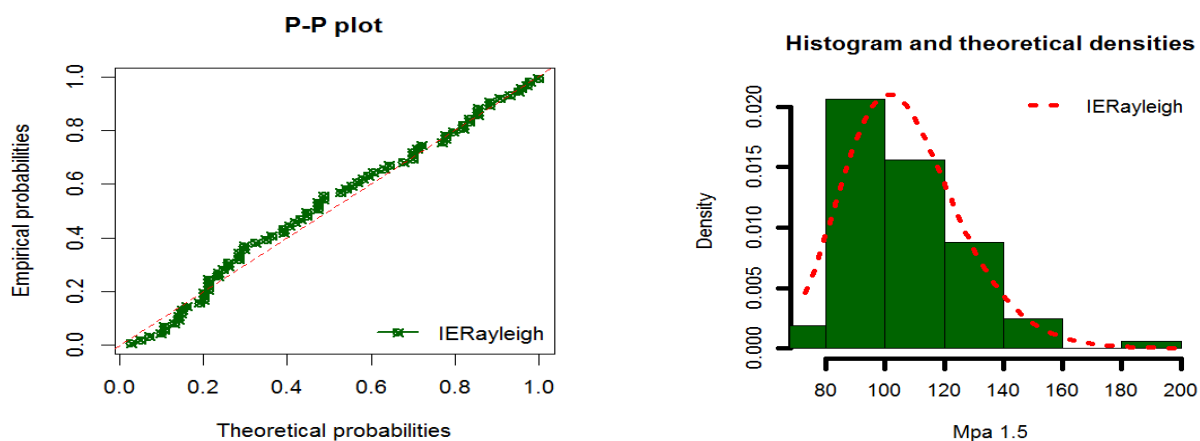 P-P plot
Empirical probabilities
1.0
0.8
0.6
0.4
0.2
0.0
IERayleigh
0.0 0.2 0.4 0.6 0.8 1.0
Theoretical probabilities
Histogram and theoretical densities
Density
0.020
0.015
0.010
0.005
0.000
IERayleigh
80 100 120 140 160 180 200
Mpa 1.5